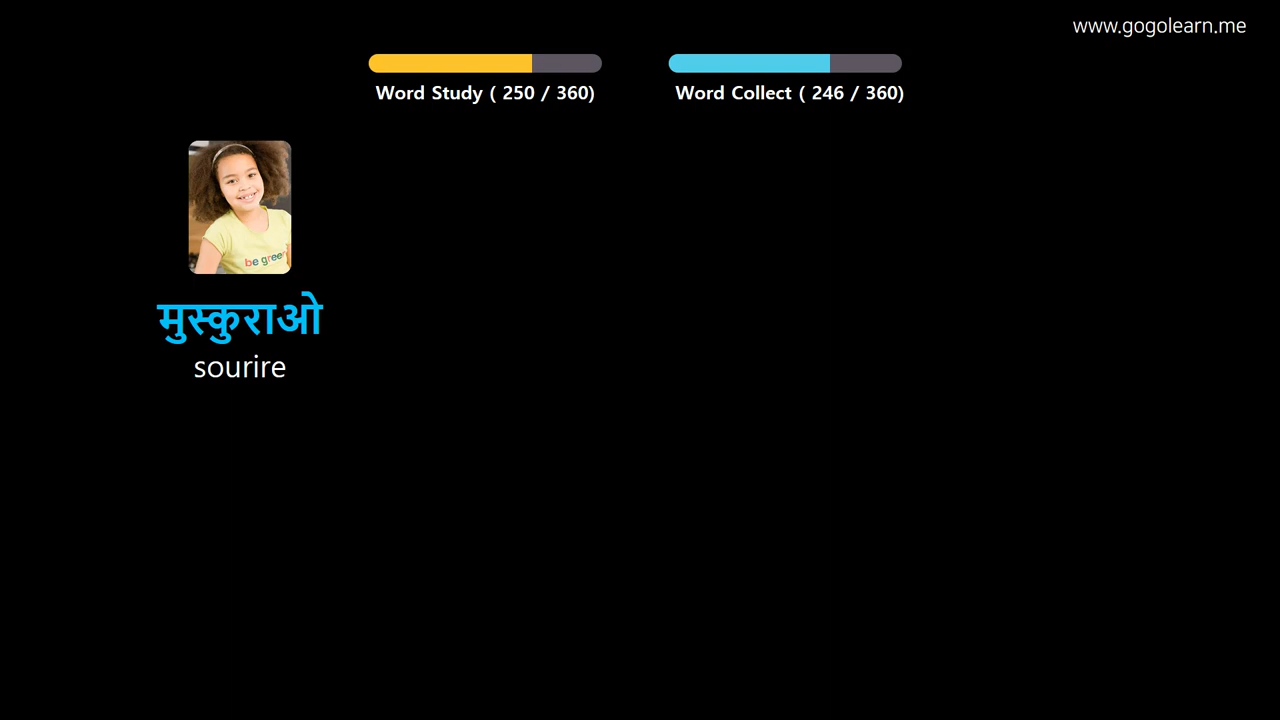 www.gogolearn.me
Word Study ( 250 / 360)
Word Collect ( 246 / 360)
be green
मुस्कुराओ
sourire